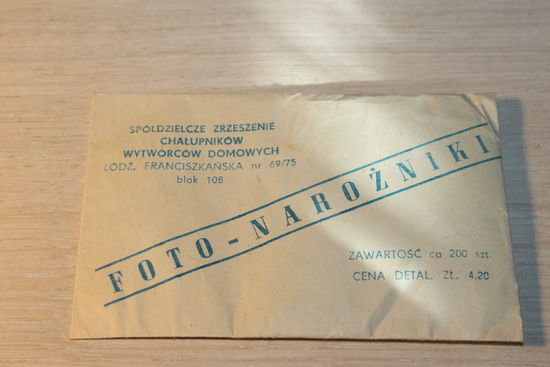 SPÓŁDZIELCZE ZRZESZENIE
CHAŁUPNIKÓW
WYTWÓRCÓW DOMOWYCH
ŁÓDŹ, FRANCISZKAŃSKA nr 69/75
blok 108
FOTO-NAROŻNIKI
ZAWARTOŚĆ ca 200 szt.
CENA DETAL. ZŁ. 4,20